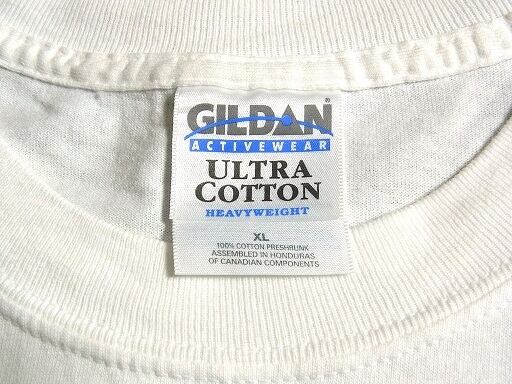 GILDAN®
ACTIVEWEAR
ULTRA
COTTON
HEAVYWEIGHT
XL
100% COTTON PRESHRUNK
ASSEMBLED IN HONDURAS
OF CANADIAN COMPONENTS